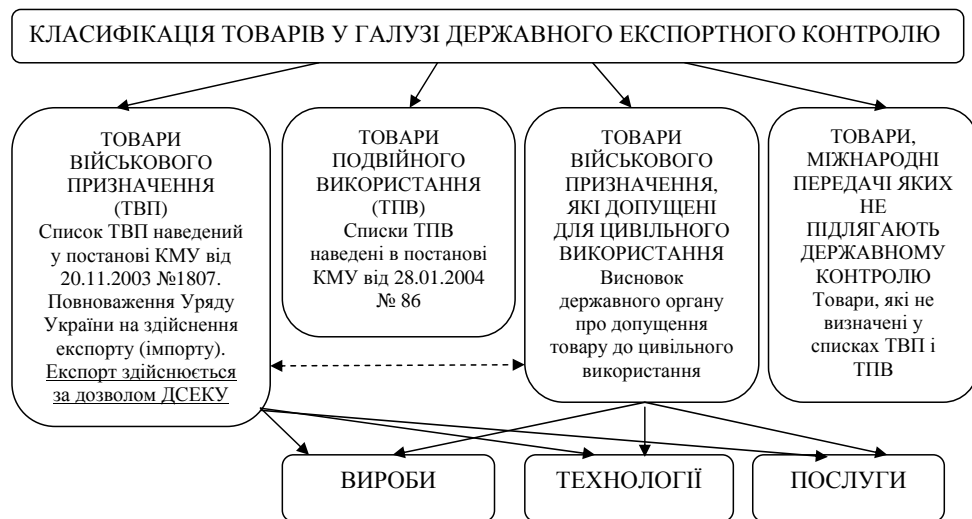 КЛАСИФІКАЦІЯ ТОВАРІВ У ГАЛУЗІ ДЕРЖАВНОГО ЕКСПОРТНОГО КОНТРОЛЮ
ТОВАРИ
ВІЙСЬКОВОГО
ПРИЗНАЧЕННЯ
(ТВП)
Список ТВП наведений
у постанові КМУ від
20.11.2003 №1807.
Повноваження Уряду
України на здійснення
експорту (імпорту).
Експорт здійснюється
за дозволом ДСЕКУ
ТОВАРИ
ПОДВІЙНОГО
ВИКОРИСТАННЯ
(ТПВ)
Списки ТПВ
наведені в постанові
КМУ від 28.01.2004
№ 86
ТОВАРИ
ВІЙСЬКОВОГО
ПРИЗНАЧЕННЯ,
ЯКІ ДОПУЩЕНІ
ДЛЯ ЦИВІЛЬНОГО
ВИКОРИСТАННЯ
Висновок
державного органу
про допущення
товару до цивільного
використання
ТОВАРИ,
МІЖНАРОДНІ
ПЕРЕДАЧІ ЯКИХ
НЕ
ПІДЛЯГАЮТЬ
ДЕРЖАВНОМУ
КОНТРОЛЮ
Товари, які не
визначені у
списках ТВП і
ТПВ
ВИРОБИ
ТЕХНОЛОГІЇ
ПОСЛУГИ